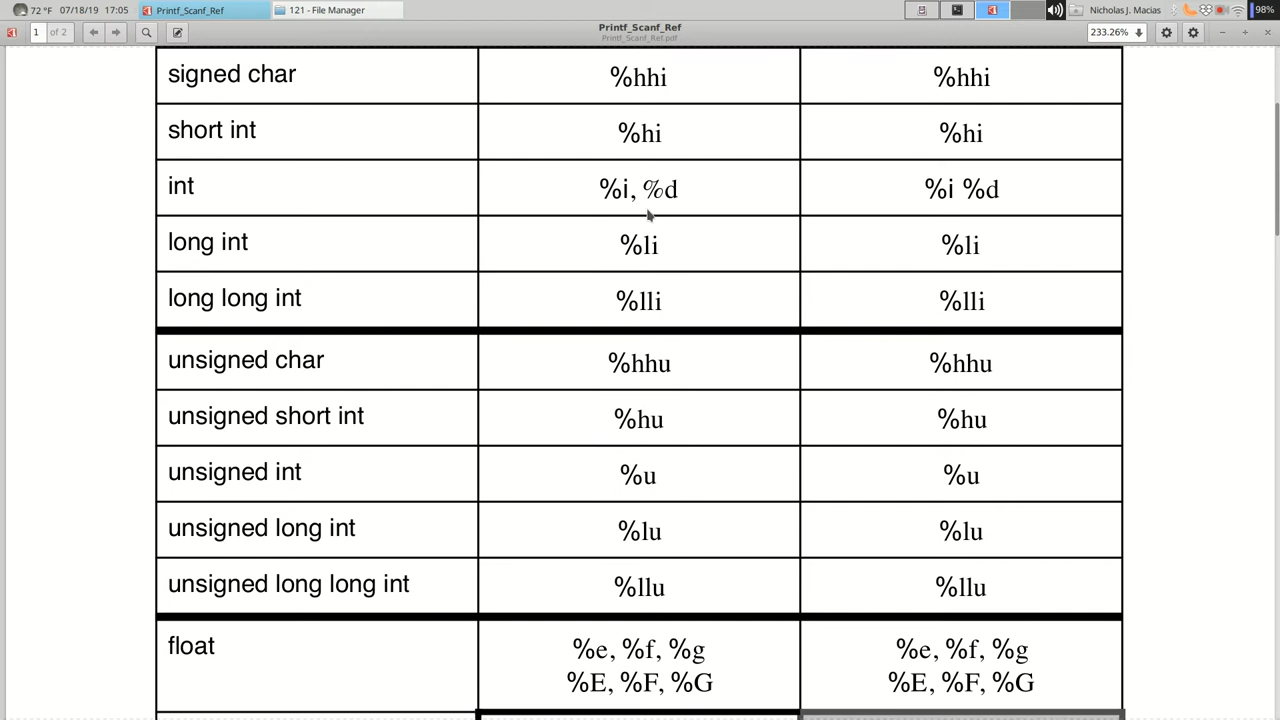 72 °F 07/18/19 17:05 Printf_Scanf_Ref 121 - File Manager Nicholas J. Macias 98%
1 of 2 Printf_Scanf_Ref 233.26%
Printf_Scanf_Ref.pdf
signed char %hhi %hhi
short int %hi %hi
int %i, %d %i %d
long int %li %li
long long int %lli %lli
unsigned char %hhu %hhu
unsigned short int %hu %hu
unsigned int %u %u
unsigned long int %lu %lu
unsigned long long int %llu %llu
float %e, %f, %g %e, %f, %g
%E, %F, %G %E, %F, %G